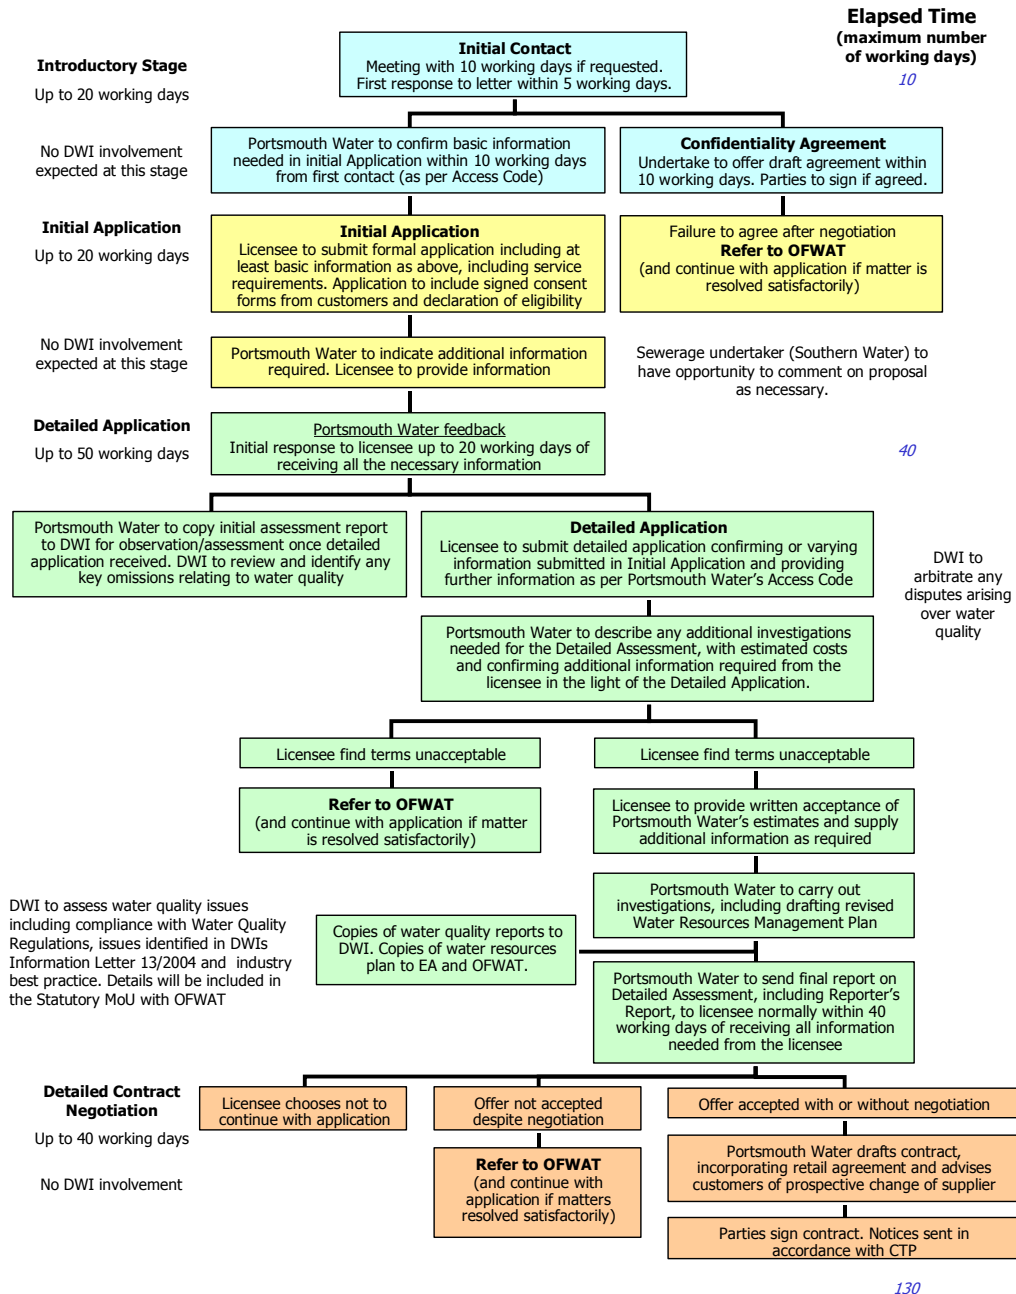 Elapsed Time
(maximum number
of working days)
10
Introductory Stage
Up to 20 working days
Initial Contact
Meeting with 10 working days if requested.
First response to letter within 5 working days.
No DWI involvement
expected at this stage
Portsmouth Water to confirm basic information
needed in initial Application within 10 working days
from first contact (as per Access Code)
Confidentiality Agreement
Undertake to offer draft agreement within
10 working days. Parties to sign if agreed.
Initial Application
Up to 20 working days
Initial Application
Licensee to submit formal application including at
least basic information as above, including service
requirements. Application to include signed consent
forms from customers and declaration of eligibility
Failure to agree after negotiation
Refer to OFWAT
(and continue with application if matter is
resolved satisfactorily)
No DWI involvement
expected at this stage
Portsmouth Water to indicate additional information
required. Licensee to provide information
Sewerage undertaker (Southern Water) to
have opportunity to comment on proposal
as necessary.
Detailed Application
Up to 50 working days
Portsmouth Water feedback
Initial response to licensee up to 20 working days of
receiving all the necessary information
40
Portsmouth Water to copy initial assessment report
to DWI for observation/assessment once detailed
application received. DWI to review and identify any
key omissions relating to water quality
Detailed Application
Licensee to submit detailed application confirming or varying
information submitted in Initial Application and providing
further information as per Portsmouth Water's Access Code
DWI to
arbitrate any
disputes arising
over water
quality
Portsmouth Water to describe any additional investigations
needed for the Detailed Assessment, with estimated costs
and confirming additional information required from the
licensee in the light of the Detailed Application.
Licensee find terms unacceptable
Licensee find terms unacceptable
Refer to OFWAT
(and continue with application if matter
is resolved satisfactorily)
Licensee to provide written acceptance of
Portsmouth Water's estimates and supply
additional information as required
Portsmouth Water to carry out
investigations, including drafting revised
Water Resources Management Plan
DWI to assess water quality issues
including compliance with Water Quality
Regulations, issues identified in DWIs
Information Letter 13/2004 and industry
best practice. Details will be included in
the Statutory MoU with OFWAT
Copies of water quality reports to
DWI. Copies of water resources
plan to EA and OFWAT.
Portsmouth Water to send final report on
Detailed Assessment, including Reporter's
Report, to licensee normally within 40
working days of receiving all information
needed from the licensee
Detailed Contract
Negotiation
Up to 40 working days
No DWI involvement
Licensee chooses not to
continue with application
Offer not accepted
despite negotiation
Offer accepted with or without negotiation
Refer to OFWAT
(and continue with
application if matters
resolved satisfactorily)
Portsmouth Water drafts contract,
incorporating retail agreement and advises
customers of prospective change of supplier
Parties sign contract. Notices sent in
accordance with CTP
130